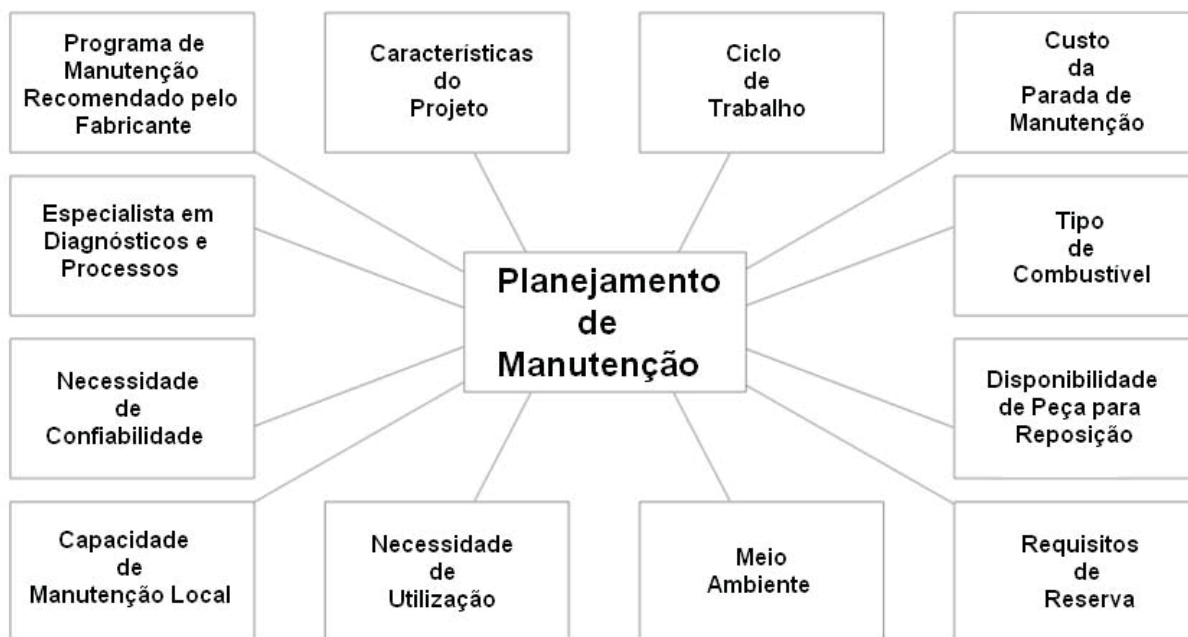 Programa de
Manutenção
Recomendado pelo
Fabricante
Características
do
Projeto
Ciclo
de
Trabalho
Custo
da
Parada de
Manutenção
Especialista em
Diagnósticos e
Processos
Planejamento
de
Manutenção
Tipo
de
Combustível
Necessidade
de
Confiabilidade
Disponibilidade
de Peça para
Reposição
Capacidade
de
Manutenção Local
Necessidade
de
Utilização
Meio
Ambiente
Requisitos
de
Reserva